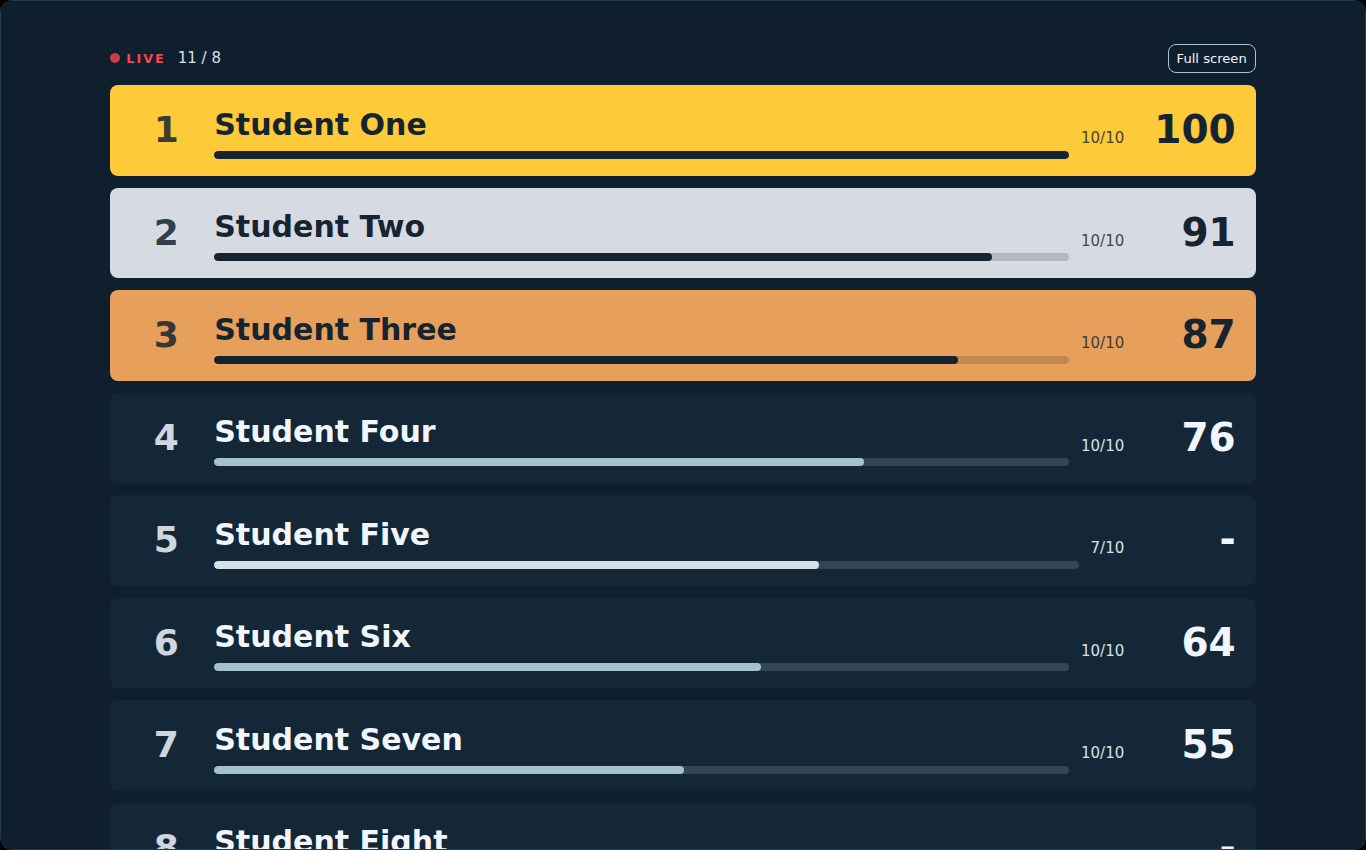 LIVE 11 / 8 Full screen
1 Student One 10/10 100
2 Student Two 10/10 91
3 Student Three 10/10 87
4 Student Four 10/10 76
5 Student Five 7/10 -
6 Student Six 10/10 64
7 Student Seven 10/10 55
8 Student Eight -